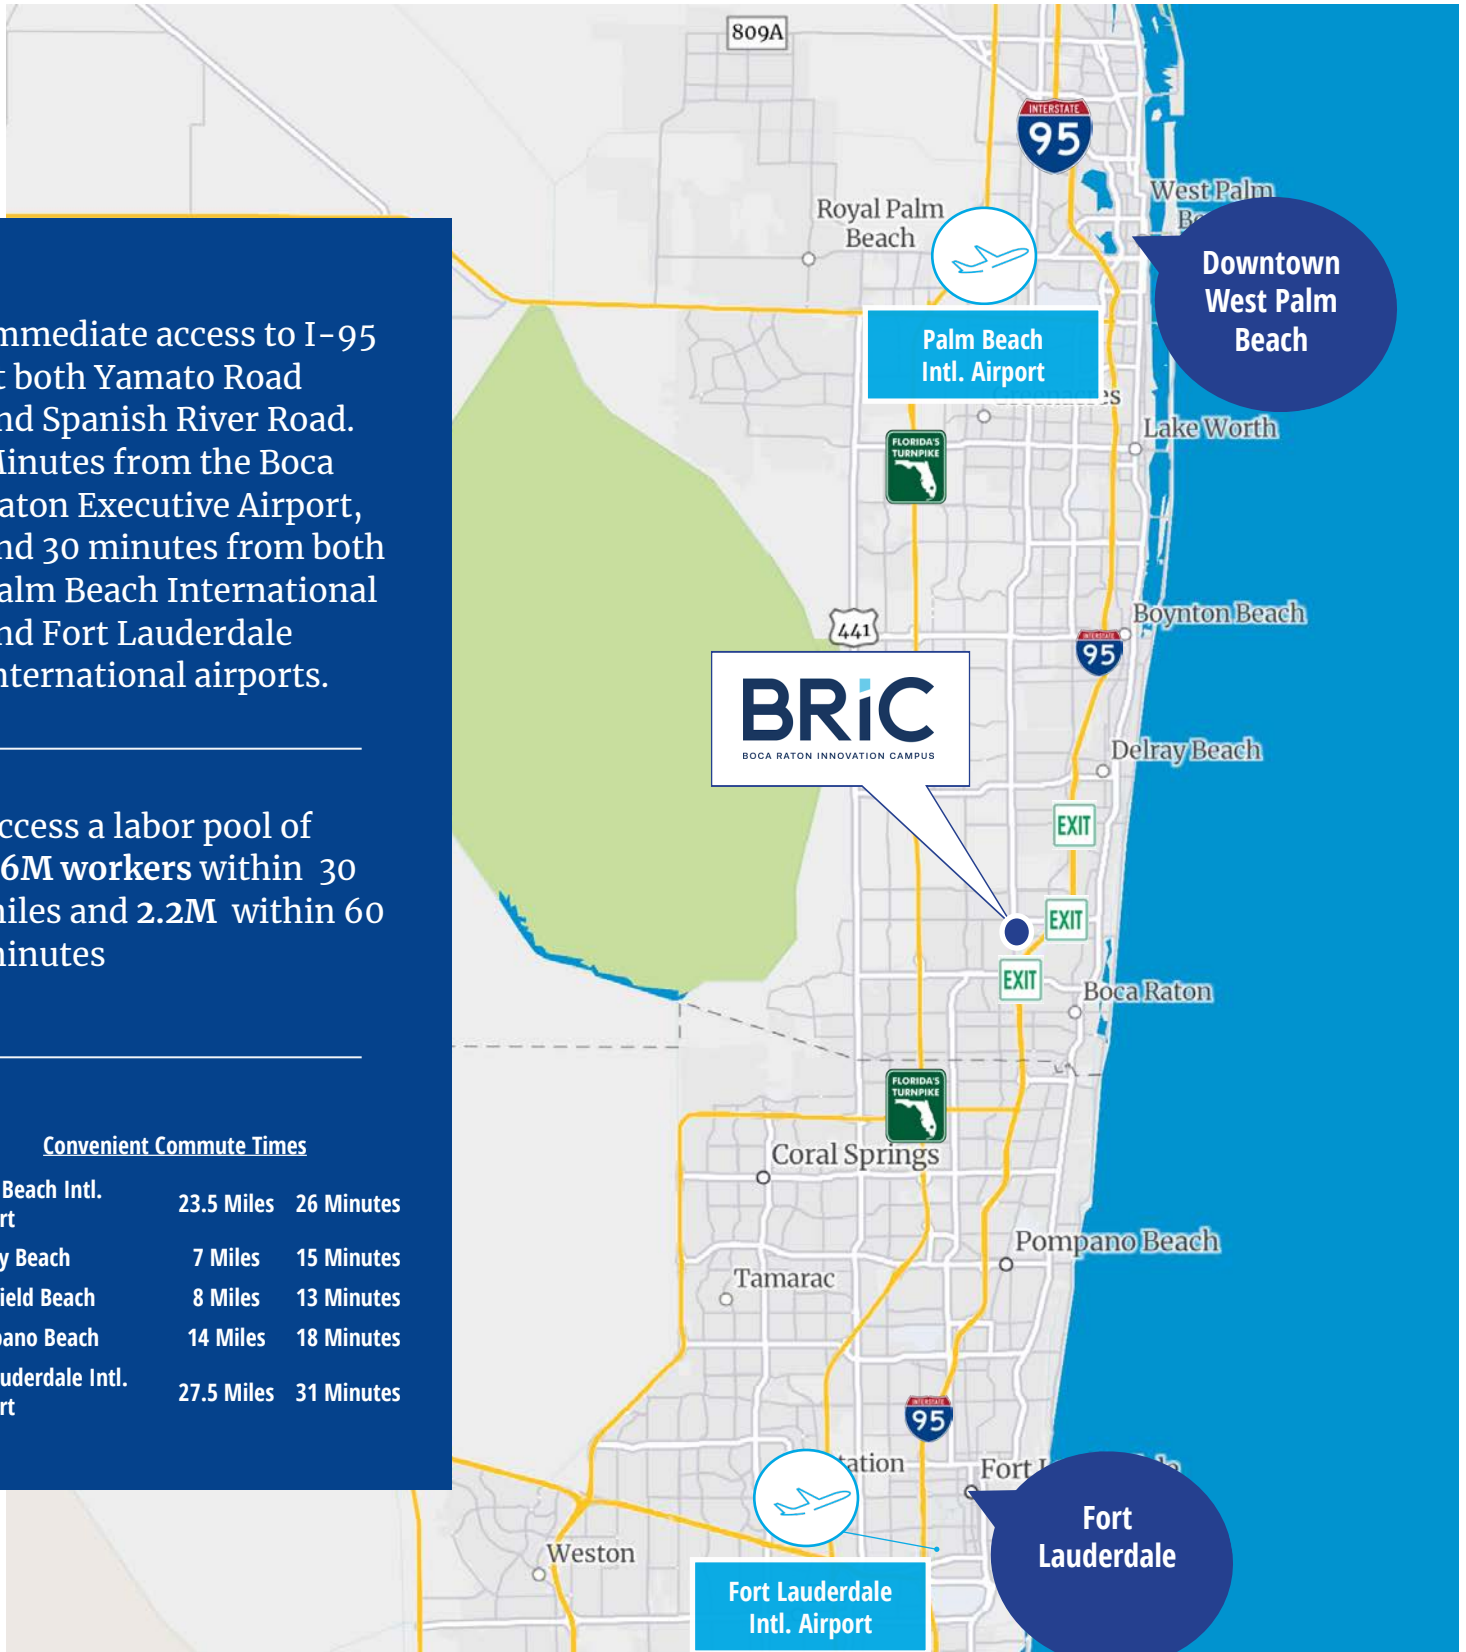 809A
INTERSTATE
95
West Palm
Royal Palm
Beach
Downtown
West Palm
Beach
Palm Beach
Intl. Airport
Lake Worth
FLORIDA'S
TURNPIKE
mmediate access to I-95
t both Yamato Road
nd Spanish River Road.
inutes from the Boca
aton Executive Airport,
nd 30 minutes from both
alm Beach International
nd Fort Lauderdale
nternational airports.
441
Boynton Beach
INTERSTATE
95
BRiC
BOCA RATON INNOVATION CAMPUS
Delray Beach
EXIT
EXIT
EXIT
Boca Raton
ccess a labor pool of
6M workers within 30
iles and 2.2M within 60
inutes
FLORIDA'S
TURNPIKE
Coral Springs
Convenient Commute Times
Beach Intl.
rt 23.5 Miles 26 Minutes
y Beach 7 Miles 15 Minutes
ield Beach 8 Miles 13 Minutes
ano Beach 14 Miles 18 Minutes
uderdale Intl.
rt 27.5 Miles 31 Minutes
Pompano Beach
Tamarac
INTERSTATE
95
tation
Fort
Fort
Lauderdale
Weston
Fort Lauderdale
Intl. Airport